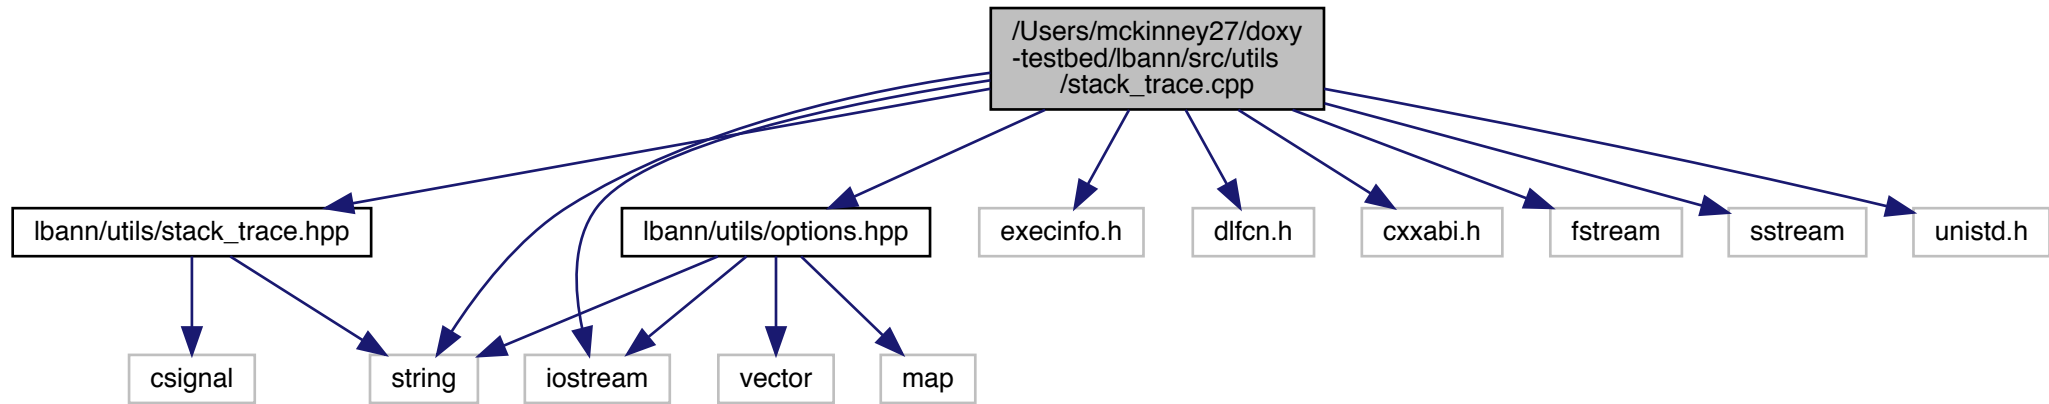 /Users/mckinney27/doxy
-testbed/lbann/src/utils
/stack_trace.cpp
lbann/utils/stack_trace.hpp
lbann/utils/options.hpp
execinfo.h
dlfcn.h
cxxabi.h
fstream
sstream
unistd.h
csignal
string
iostream
vector
map